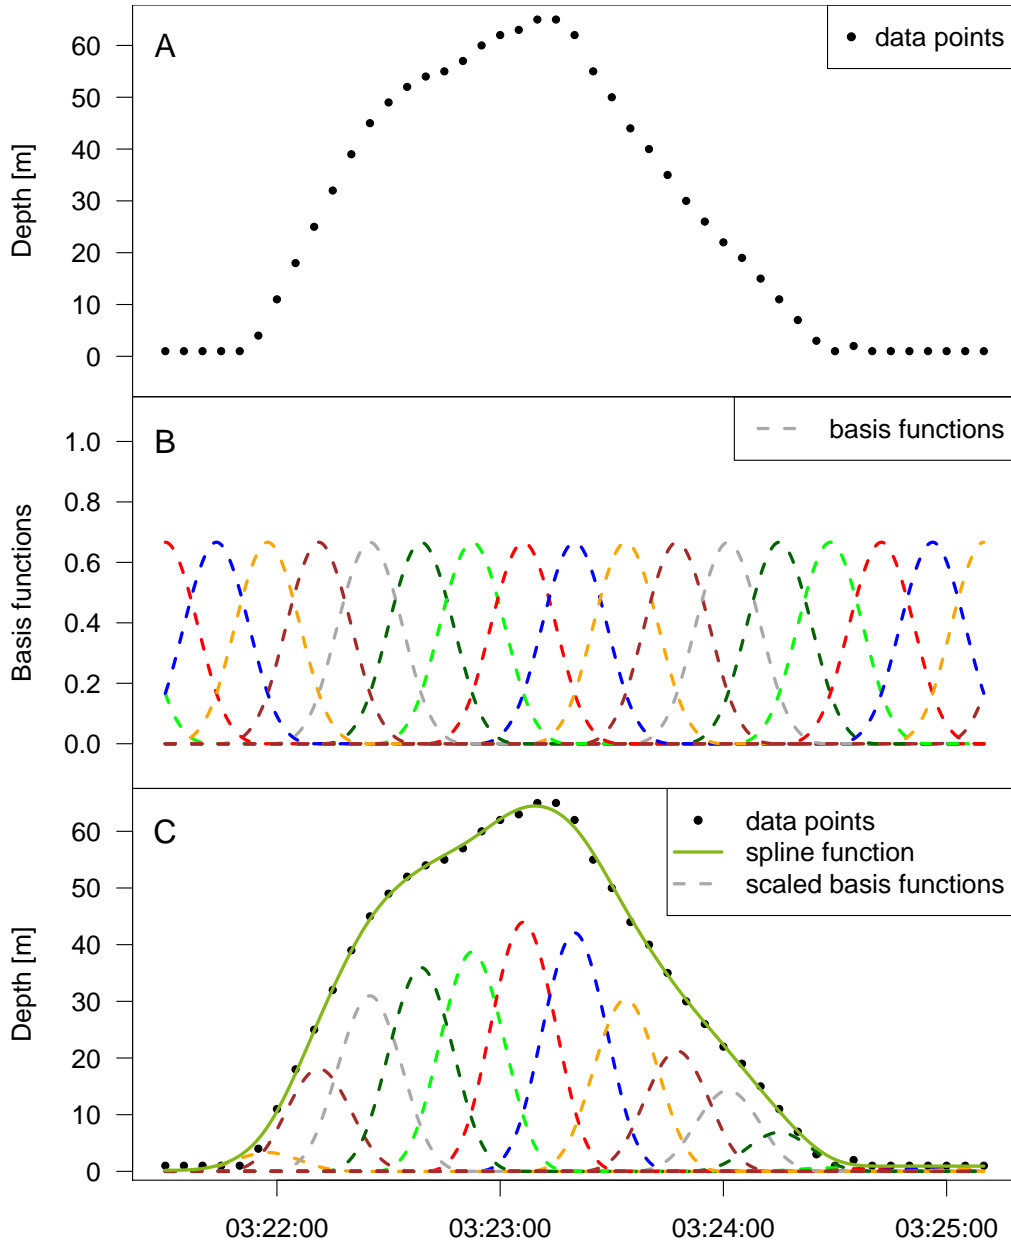 A
data points
Depth [m]
60
50
40
30
20
10
0
B
basis functions
Basis functions
1.0
0.8
0.6
0.4
0.2
0.0
C
data points
spline function
scaled basis functions
Depth [m]
60
50
40
30
20
10
0
03:22:00 03:23:00 03:24:00 03:25:00